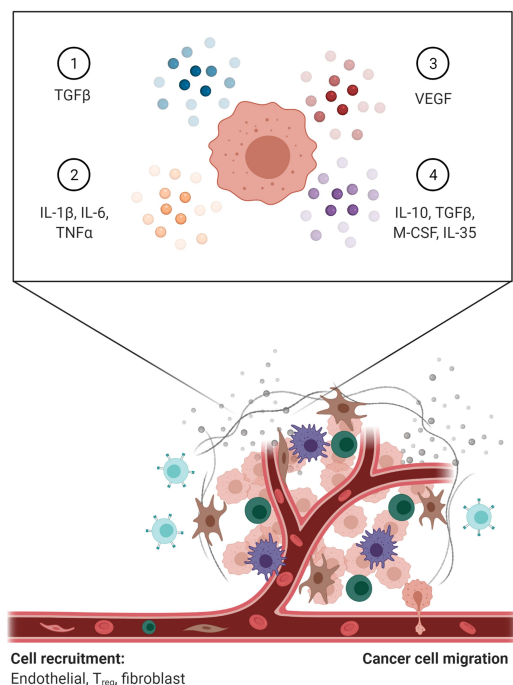 1
TGFβ
2
IL-1β, IL-6,
TNFα
3
VEGF
4
IL-10, TGFβ,
M-CSF, IL-35
Cell recruitment:
Endothelial, Treg, fibroblast
Cancer cell migration